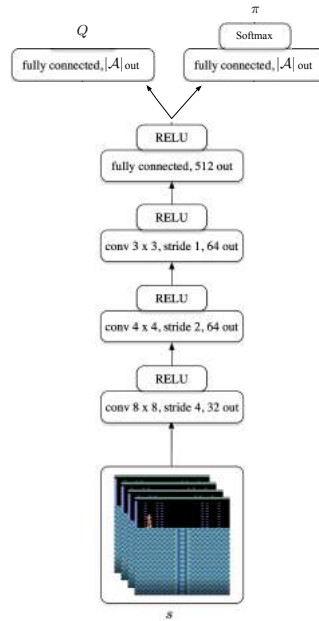 Q
π
Softmax
fully connected,|𝒜| out
fully connected,|𝒜| out
RELU
fully connected, 512 out
RELU
conv 3 x 3, stride 1, 64 out
RELU
conv 4 x 4, stride 2, 64 out
RELU
conv 8 x 8, stride 4, 32 out
s